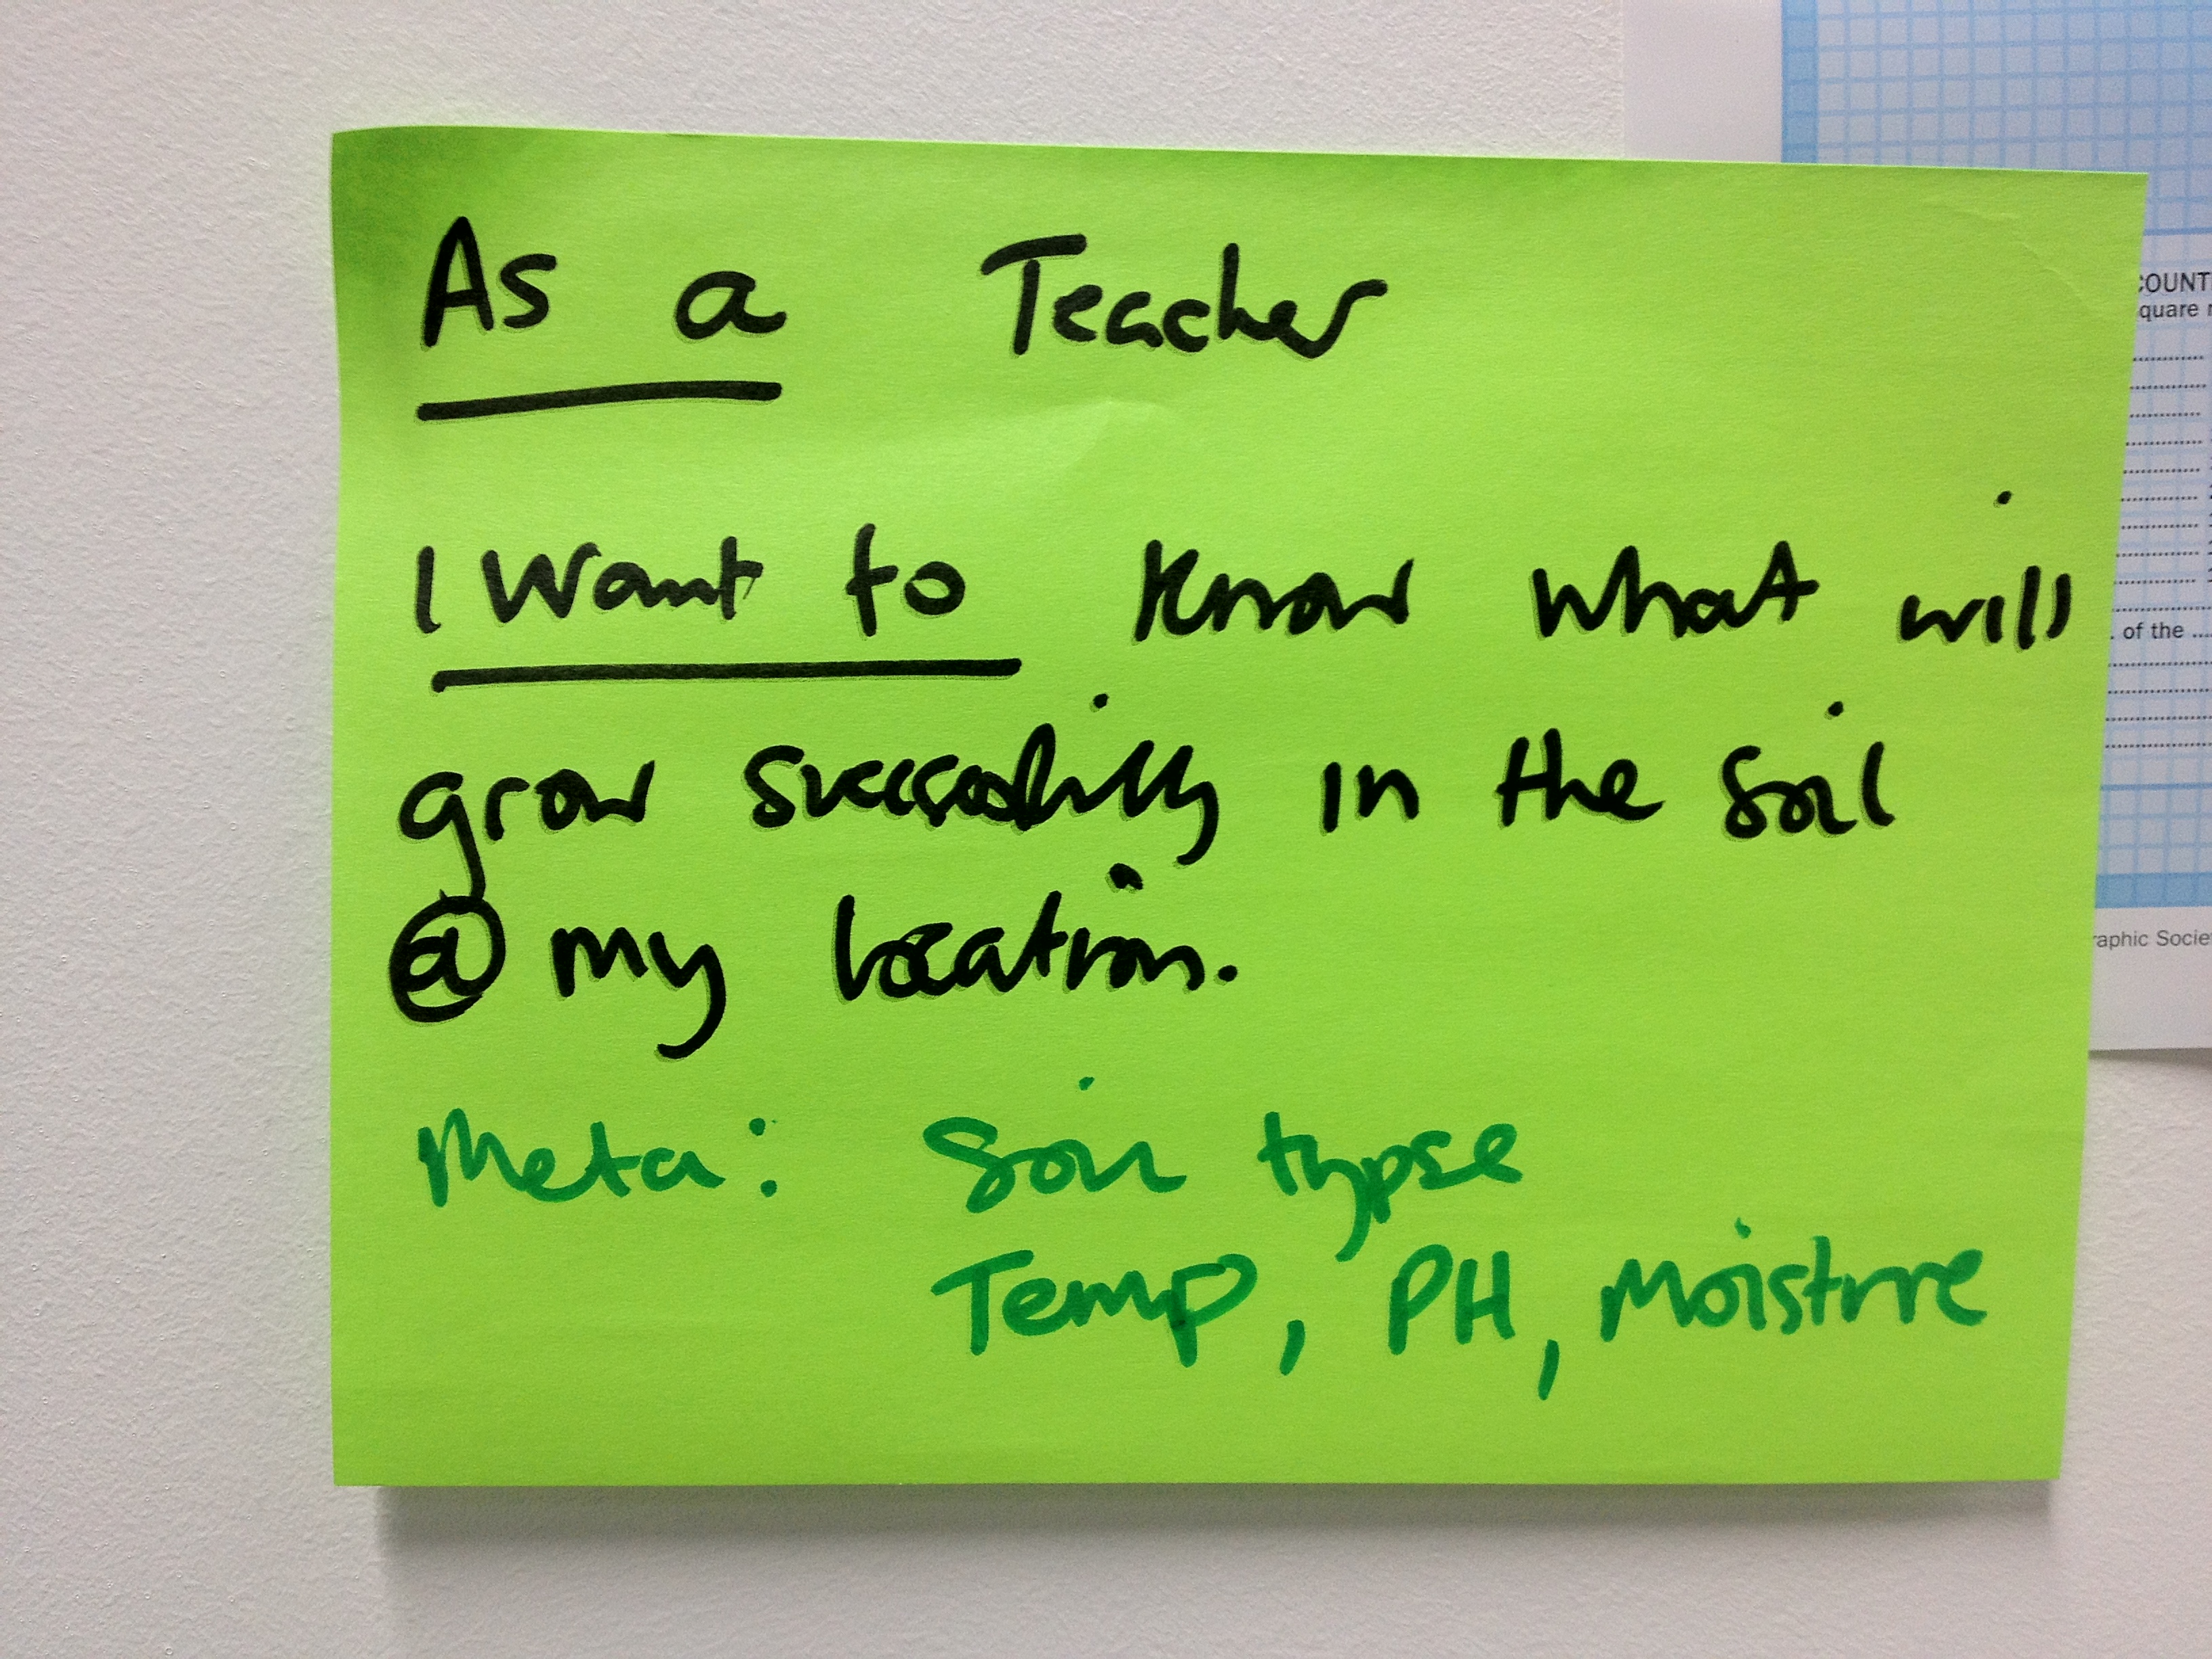 As a Teacher
I want to know what will
grow successfully in the soil
@ my location.
Meta: Soil typse
Temp, PH, Moisture
COUNT
quare
of the
raphic Socie